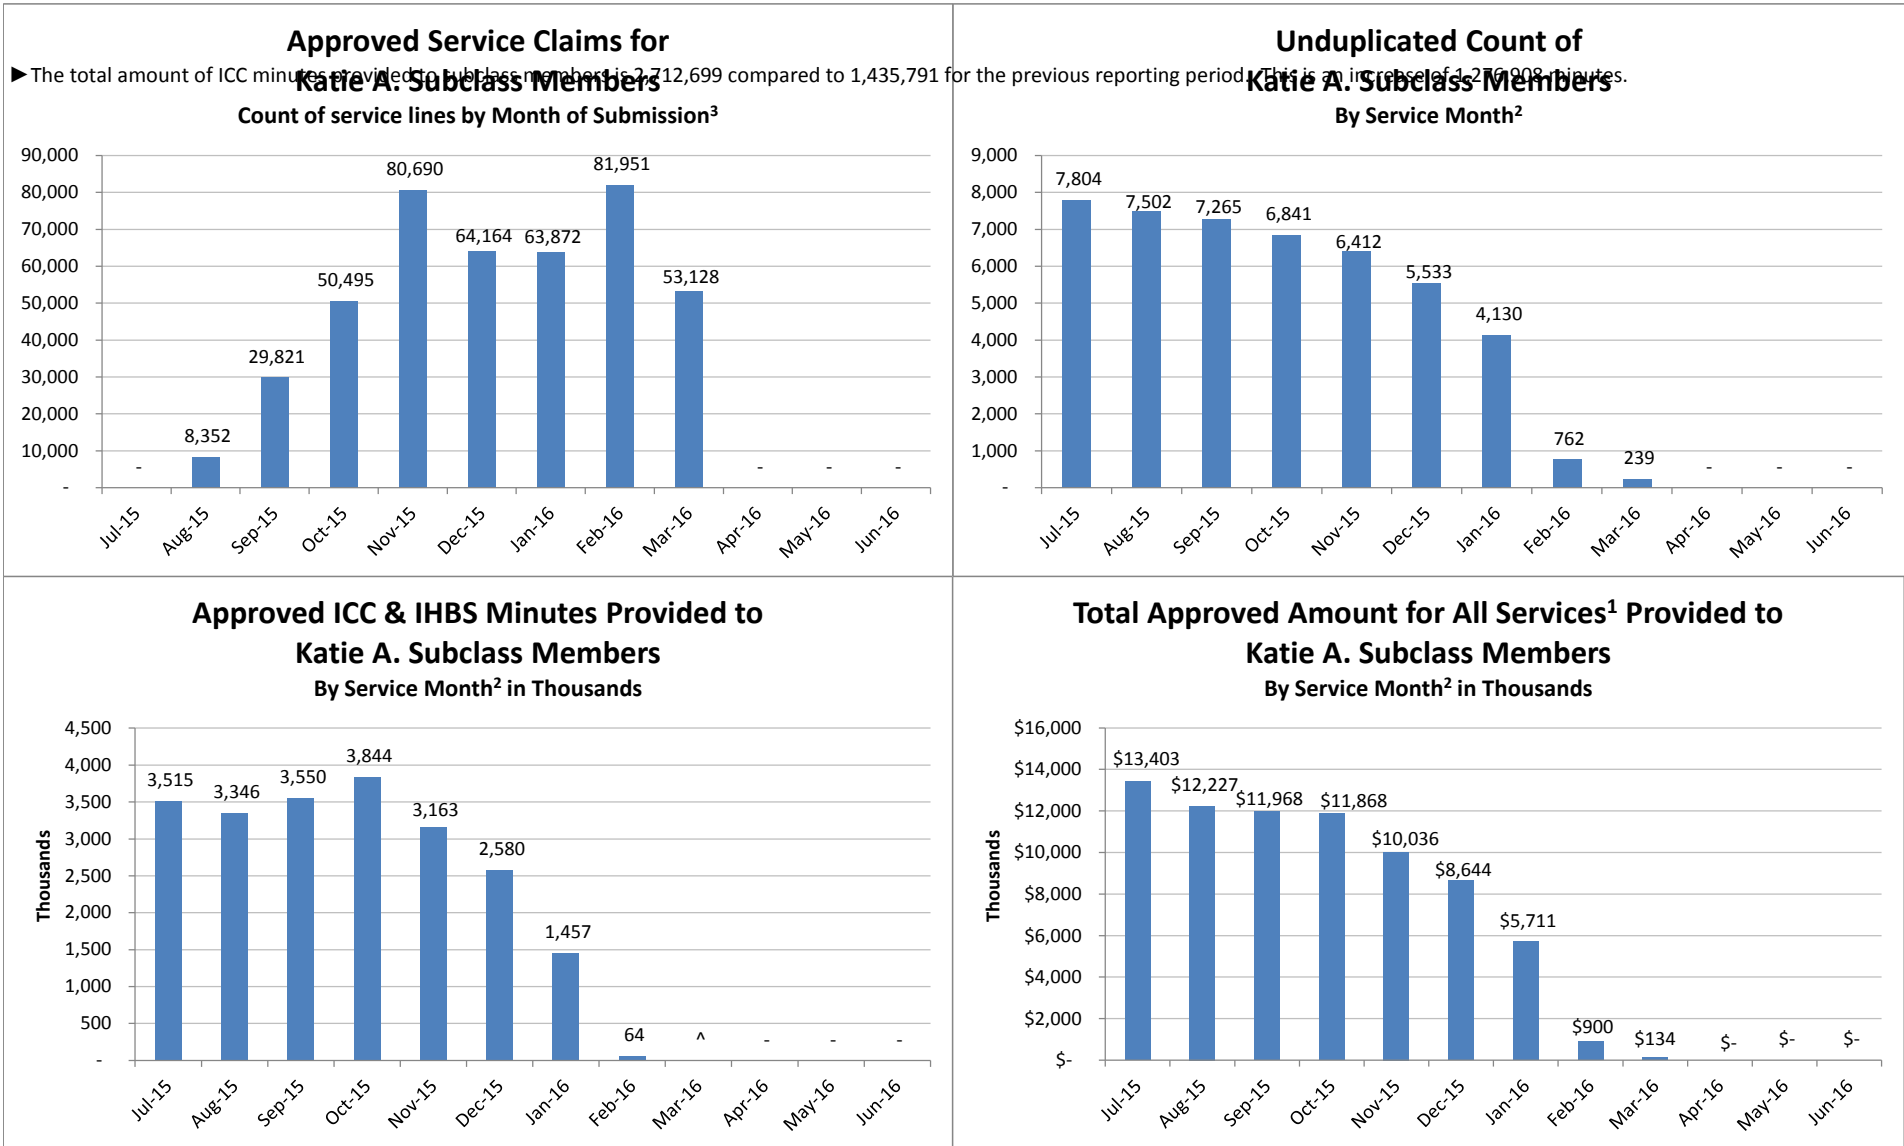 Approved Service Claims for
Katie A. Subclass Members
Count of service lines by Month of Submission³
►The total amount of ICC minutes provided to subclass members is 2,712,699 compared to 1,435,791 for the previous reporting period. This is an increase of 1,276,908 minutes.
90,000
80,000
70,000
60,000
50,000
40,000
30,000
20,000
10,000
-
- 8,352 29,821 50,495 80,690 64,164 63,872 81,951 53,128 - - -
Jul-15 Aug-15 Sep-15 Oct-15 Nov-15 Dec-15 Jan-16 Feb-16 Mar-16 Apr-16 May-16 Jun-16
Unduplicated Count of
Katie A. Subclass Members
By Service Month²
9,000
8,000
7,000
6,000
5,000
4,000
3,000
2,000
1,000
-
7,804 7,502 7,265 6,841 6,412 5,533 4,130 762 239 - - -
Jul-15 Aug-15 Sep-15 Oct-15 Nov-15 Dec-15 Jan-16 Feb-16 Mar-16 Apr-16 May-16 Jun-16
Approved ICC & IHBS Minutes Provided to
Katie A. Subclass Members
By Service Month² in Thousands
Thousands
4,500
4,000
3,500
3,000
2,500
2,000
1,500
1,000
500
-
3,515 3,346 3,550 3,844 3,163 2,580 1,457 64 ^ - - -
Jul-15 Aug-15 Sep-15 Oct-15 Nov-15 Dec-15 Jan-16 Feb-16 Mar-16 Apr-16 May-16 Jun-16
Total Approved Amount for All Services¹ Provided to
Katie A. Subclass Members
By Service Month² in Thousands
Thousands
$16,000
$14,000
$12,000
$10,000
$8,000
$6,000
$4,000
$2,000
$-
$13,403 $12,227 $11,968 $11,868 $10,036 $8,644 $5,711 $900 $134 $- $- $-
Jul-15 Aug-15 Sep-15 Oct-15 Nov-15 Dec-15 Jan-16 Feb-16 Mar-16 Apr-16 May-16 Jun-16